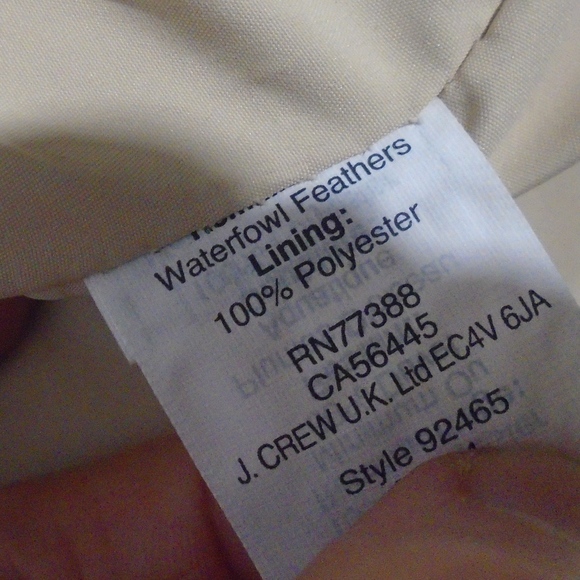 Waterfowl Feathers
Lining:
100% Polyester
RN77388
CA56445
J. CREW U.K. Ltd EC4V 6JA
Style 92465